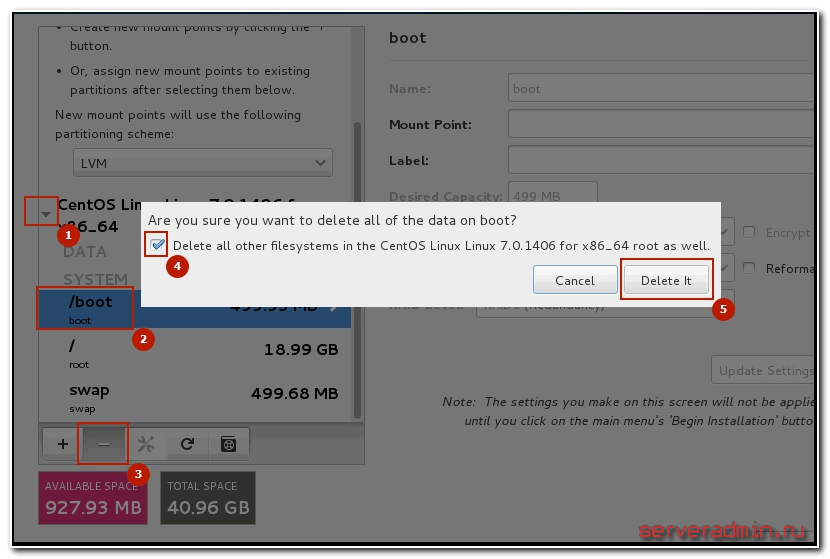 Create new mount points by clicking the '+'
button.
Or, assign new mount points to existing
partitions after selecting them below.
New mount points will use the following
partitioning scheme:
LVM
CentOS Linux Linux 7.0.1406 for
x86_64
1
DATA
SYSTEM
/boot
boot
499.93 MB
2
/
root
18.99 GB
swap
swap
499.68 MB
+
3
AVAILABLE SPACE
927.93 MB
TOTAL SPACE
40.96 GB
boot
Name:
boot
Mount Point:
Label:
Desired Capacity:
499 MB
Encrypt
Reforma
RAID1 (Redundancy)
Update Settings
Note: The settings you make on this screen will not be applie
until you click on the main menu's 'Begin Installation' butto
Are you sure you want to delete all of the data on boot?
Delete all other filesystems in the CentOS Linux Linux 7.0.1406 for x86_64 root as well.
4
Cancel
Delete It
5
serveradmin.ru